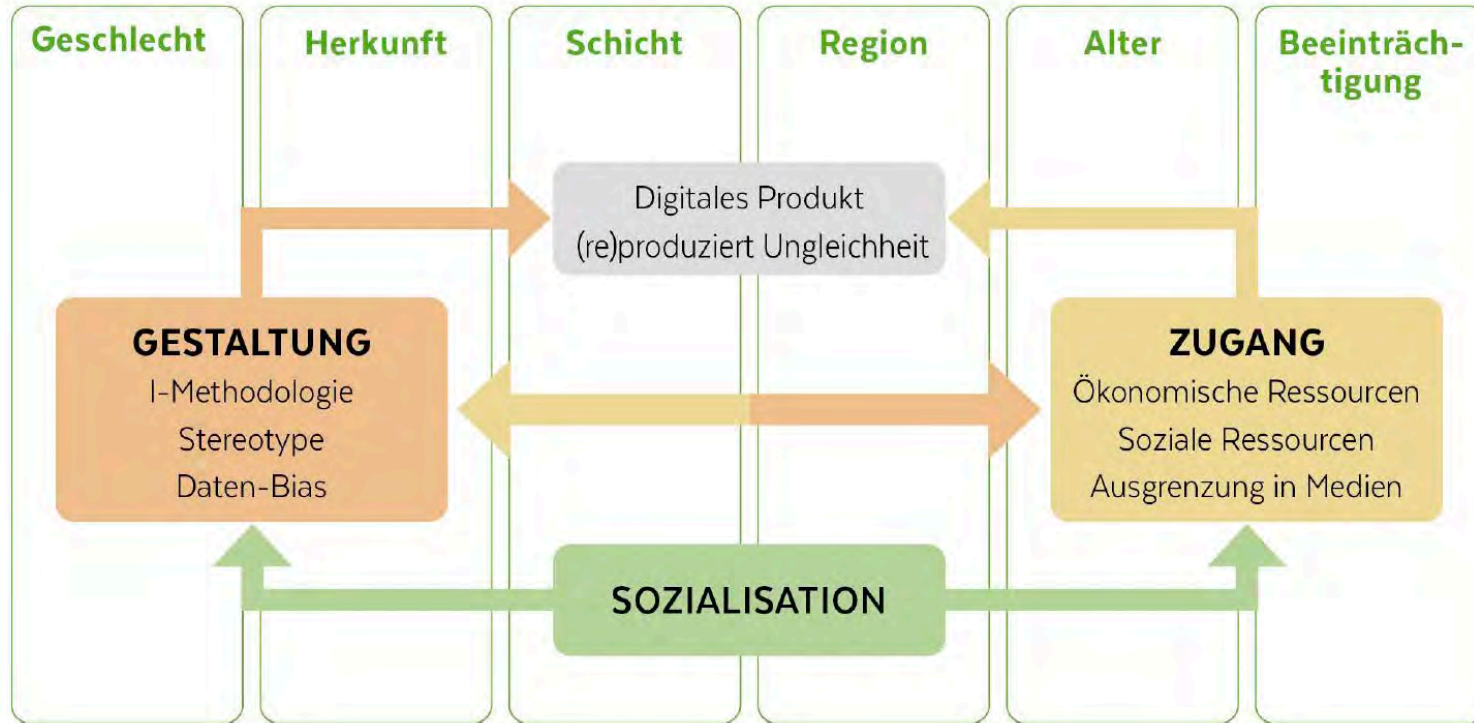 Geschlecht
Herkunft
Schicht
Region
Alter
Beeinträch-
tigung
Digitales Produkt
(re)produziert Ungleichheit
GESTALTUNG
I-Methodologie
Stereotype
Daten-Bias
ZUGANG
Ökonomische Ressourcen
Soziale Ressourcen
Ausgrenzung in Medien
SOZIALISATION